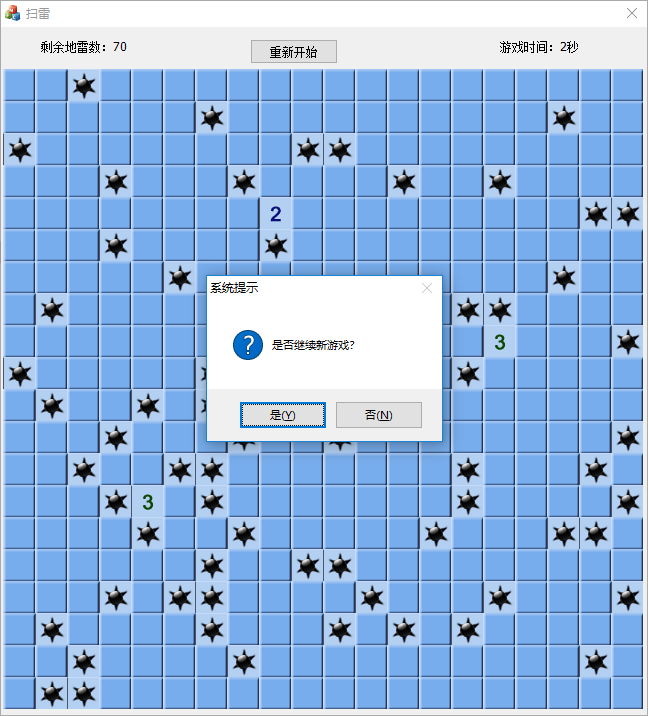 扫雷
剩余地雷数：70
重新开始
游戏时间：2秒
2
系统提示
是否继续新游戏?
3
是(Y)
否(N)
3